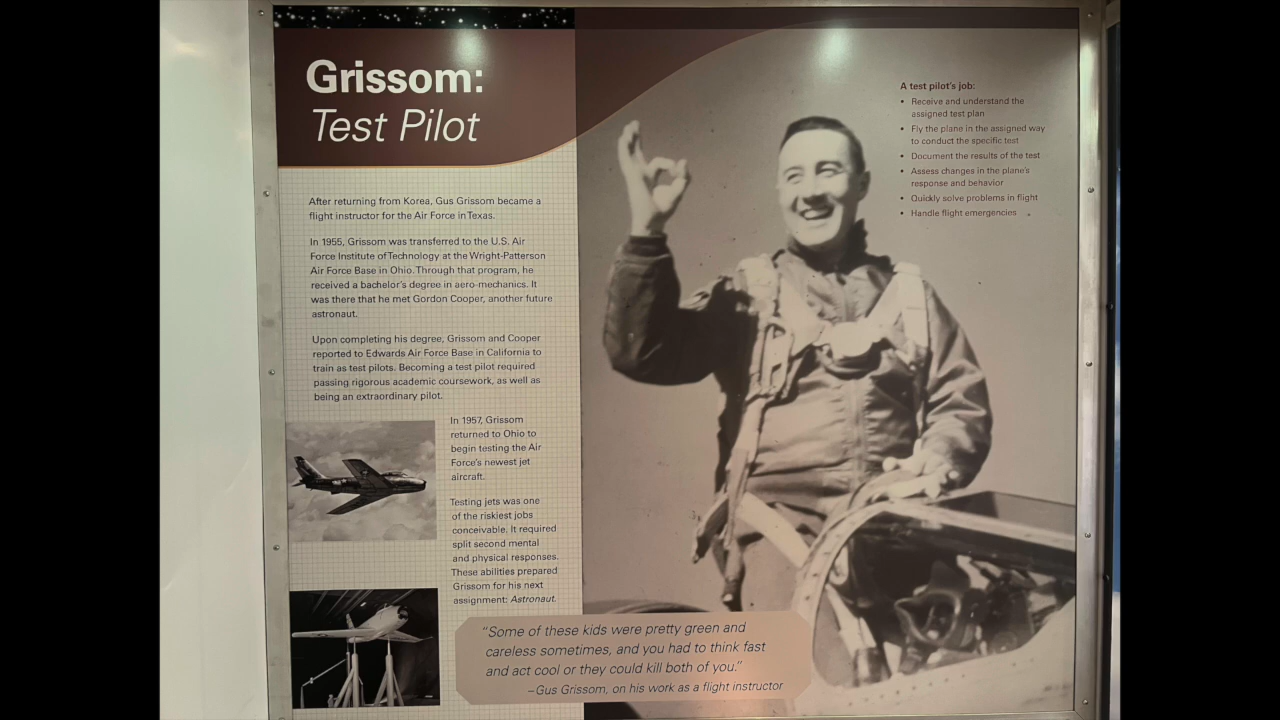 Grissom:
Test Pilot
After returning from Korea, Gus Grissom became a
flight instructor for the Air Force in Texas.
In 1955, Grissom was transferred to the U.S. Air
Force Institute of Technology at the Wright-Patterson
Air Force Base in Ohio. Through that program, he
received a bachelor's degree in aero-mechanics. It
was there that he met Gordon Cooper, another future
astronaut.
Upon completing his degree, Grissom and Cooper
reported to Edwards Air Force Base in California to
train as test pilots. Becoming a test pilot required
passing rigorous academic coursework, as well as
being an extraordinary pilot.
In 1957, Grissom
returned to Ohio to
begin testing the Air
Force's newest jet
aircraft.
Testing jets was one
of the riskiest jobs
conceivable. It required
split second mental
and physical responses.
These abilities prepared
Grissom for his next
assignment: Astronaut.
"Some of these kids were pretty green and
careless sometimes, and you had to think fast
and act cool or they could kill both of you."
–Gus Grissom, on his work as a flight instructor
A test pilot's job:
• Receive and understand the
assigned test plan
• Fly the plane in the assigned way
to conduct the specific test
• Document the results of the test
• Assess changes in the plane's
response and behavior
• Quickly solve problems in flight
• Handle flight emergencies